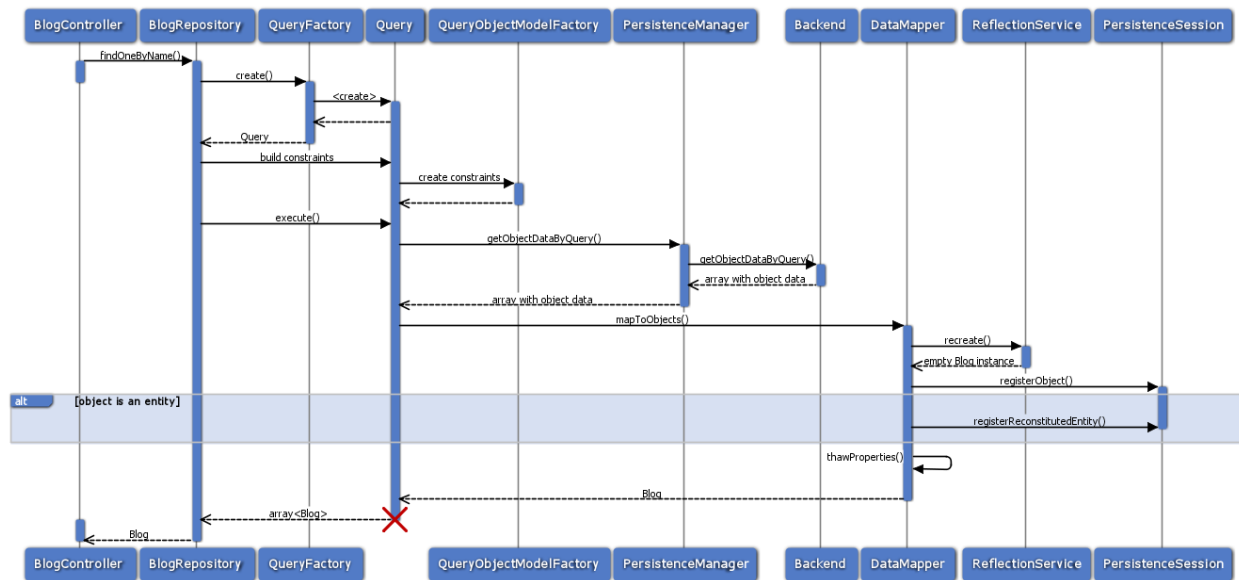 BlogController BlogRepository QueryFactory Query QueryObjectModelFactory PersistenceManager Backend DataMapper ReflectionService PersistenceSession
findOneByName()
create()
<create>
Query
build constraints
create constraints
execute()
getObjectDataByQuery()
getObjectDataByQuery()
array with object data
array with object data
mapToObjects()
recreate()
empty Blog instance
registerObject()
alt [object is an entity]
registerReconstitutedEntity()
thawProperties()
Blog
array<Blog>
Blog
BlogController BlogRepository QueryFactory QueryObjectModelFactory PersistenceManager Backend DataMapper ReflectionService PersistenceSession